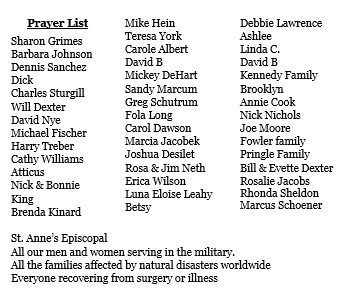 Prayer List
Sharon Grimes
Barbara Johnson
Dennis Sanchez
Dick
Charles Sturgill
Will Dexter
David Nye
Michael Fischer
Harry Treber
Cathy Williams
Atticus
Nick & Bonnie
King
Brenda Kinard
Mike Hein
Teresa York
Carole Albert
David B
Mickey DeHart
Sandy Marcum
Greg Schutrum
Fola Long
Carol Dawson
Marcia Jacobek
Joshua Desilet
Rosa & Jim Neth
Erica Wilson
Luna Eloise Leahy
Betsy
Debbie Lawrence
Ashlee
Linda C.
David B
Kennedy Family
Brooklyn
Annie Cook
Nick Nichols
Joe Moore
Fowler family
Pringle Family
Bill & Evette Dexter
Rosalie Jacobs
Rhonda Sheldon
Marcus Schoener
St. Anne's Episcopal
All our men and women serving in the military.
All the families affected by natural disasters worldwide
Everyone recovering from surgery or illness